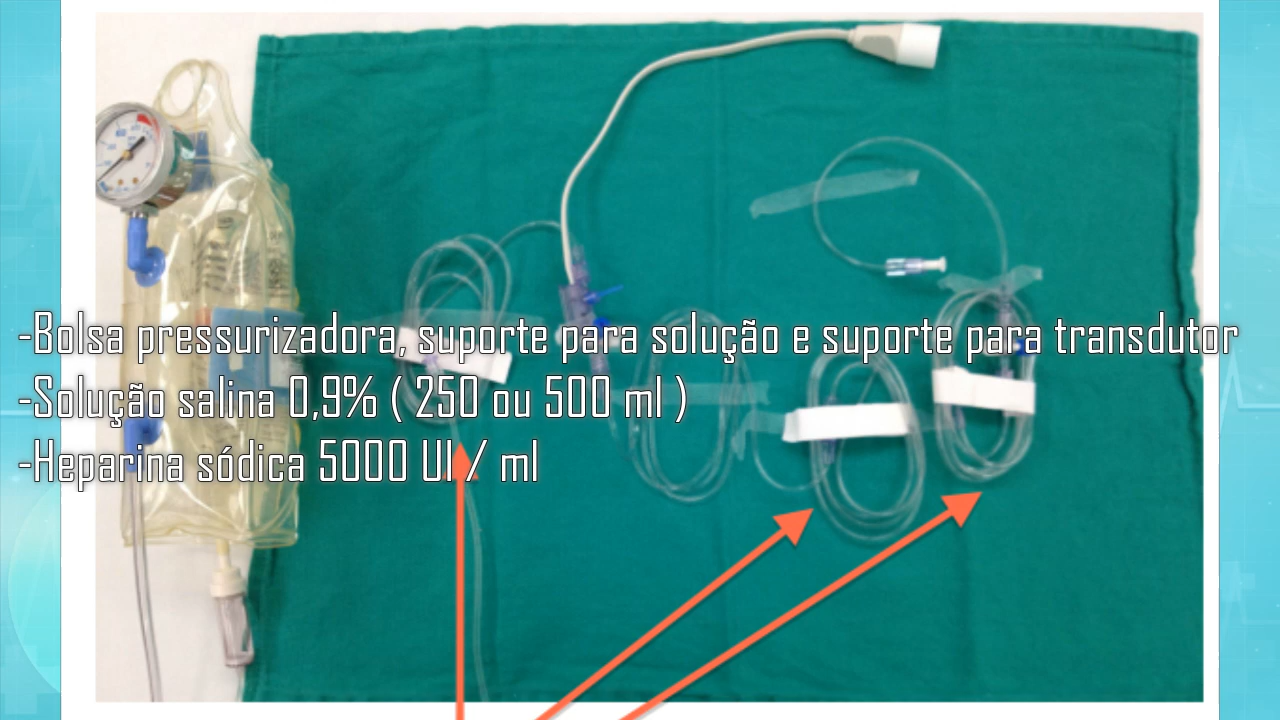 -Bolsa pressurizadora, suporte para solução e suporte para transdutor
-Solução salina 0,9% ( 250 ou 500 ml )
-Heparina sódica 5000 UI / ml